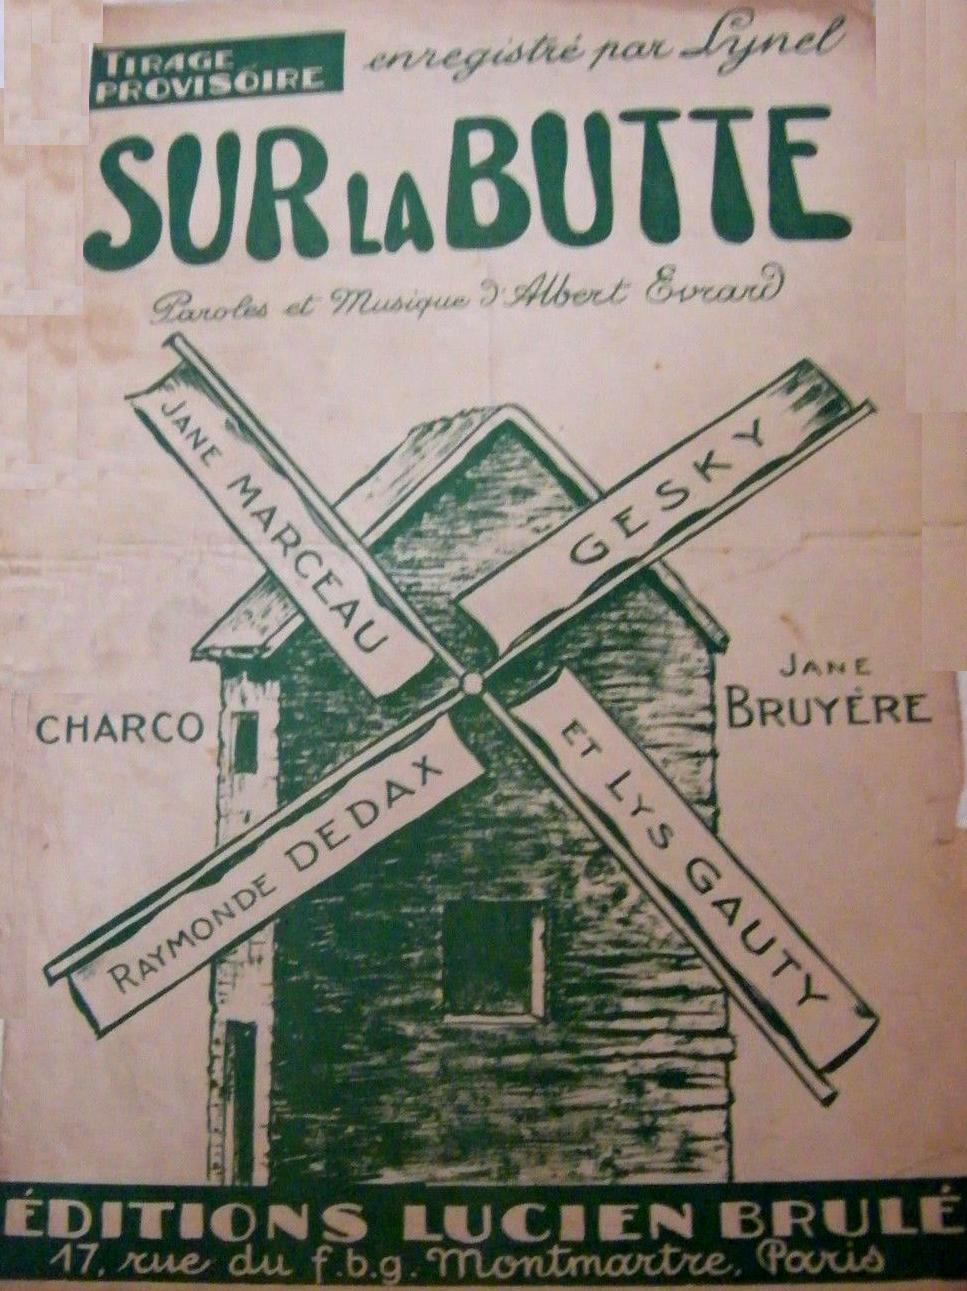 TIRAGE
PROVISOIRE
enregistré par Lynel
SUR LA BUTTE
Paroles et Musique d'Albert Evrard
JANE MARCEAU
GESKY
JANE
BRUYÈRE
CHARCO
RAYMONDE DEDAX
ET LYS GAUTY
ÉDITIONS LUCIEN BRULÉ
17, rue du f.b.g. Montmartre, Paris